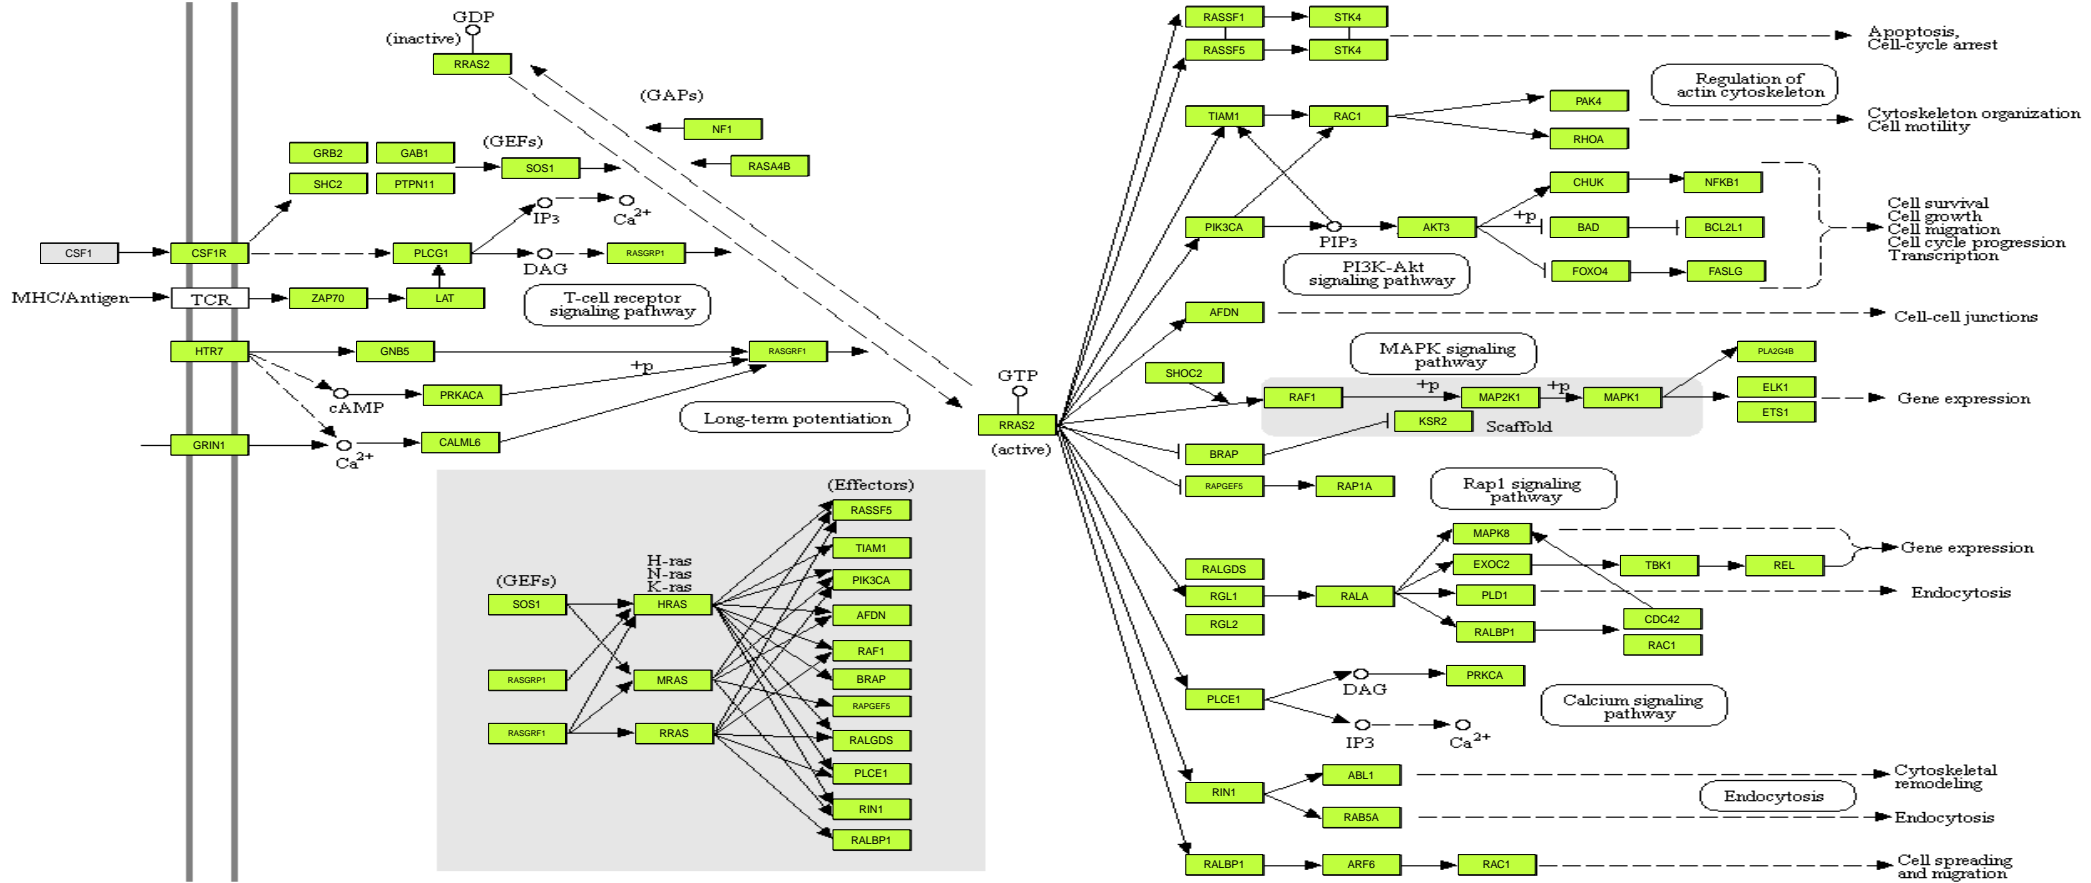 GDP
(inactive)
RRAS2
(GAPs)
NF1
RASA4B
(GEFs)
GRB2
GAB1
SHC2
PTPN11
SOS1
IP3
Ca2+
CSF1
CSF1R
PLCG1
DAG
RASGRP1
MHC/Antigen
TCR
ZAP70
LAT
T-cell receptor
signaling pathway
HTR7
GNB5
RASGRF1
+p
cAMP
PRKACA
Long-term potentiation
GRIN1
Ca2+
CALML6
GTP
RRAS2
(active)
(Effectors)
RASSF5
TIAM1
PIK3CA
AFDN
RAF1
BRAP
RAPGEF5
RALGDS
PLCE1
RIN1
RALBP1
H-ras
N-ras
K-ras
(GEFs)
SOS1
HRAS
RASGRP1
MRAS
RASGRF1
RRAS
RASSF1
STK4
RASSF5
STK4
Apoptosis,
Cell-cycle arrest
Regulation of
actin cytoskeleton
TIAM1
RAC1
PAK4
RHOA
Cytoskeleton organization
Cell motility
CHUK
NFKB1
PIK3CA
PIP3
AKT3
+p
BAD
BCL2L1
FOXO4
FASLG
Cell survival
Cell growth
Cell migration
Cell cycle progression
Transcription
PI3K-Akt
signaling pathway
AFDN
Cell-cell junctions
MAPK signaling
pathway
SHOC2
RAF1
+p
MAP2K1
+p
MAPK1
PLA2G4B
ELK1
ETS1
Gene expression
KSR2
Scaffold
BRAP
RAPGEF5
RAP1A
Rap1 signaling
pathway
RALGDS
RGL1
RGL2
RALA
MAPK8
EXOC2
TBK1
REL
Gene expression
PLD1
Endocytosis
RALBP1
CDC42
RAC1
PLCE1
DAG
PRKCA
IP3
Ca2+
Calcium signaling
pathway
RIN1
ABL1
Cytoskeletal
remodeling
Endocytosis
RAB5A
Endocytosis
RALBP1
ARF6
RAC1
Cell spreading
and migration